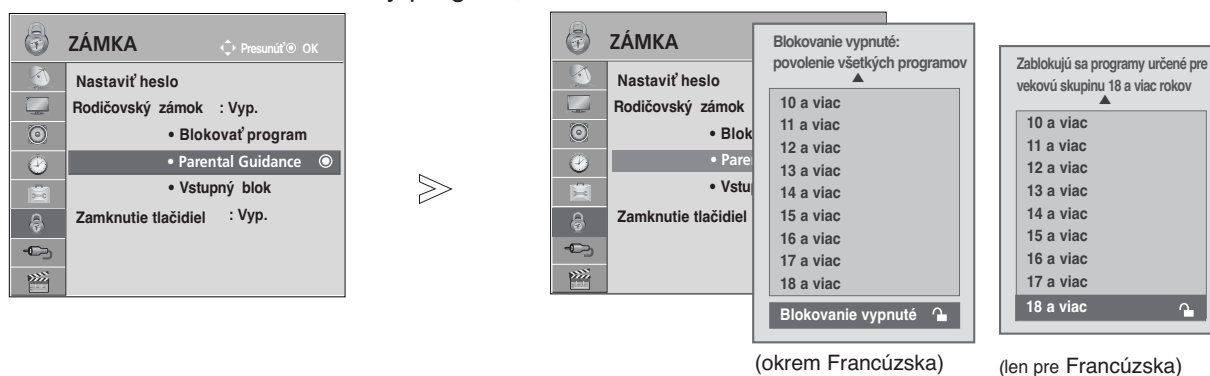 ZÁMKA
Presunúť OK
Nastaviť heslo
Rodičovský zámok : Vyp.
• Blokovať program
• Parental Guidance
• Vstupný blok
Zamknutie tlačidiel : Vyp.
ZÁMKA
Nastaviť heslo
Rodičovský zámok
• Blok
• Pare
• Vstu
Zamknutie tlačidiel
Blokovanie vypnuté:
povolenie všetkých programov
10 a viac
11 a viac
12 a viac
13 a viac
14 a viac
15 a viac
16 a viac
17 a viac
18 a viac
Blokovanie vypnuté
(okrem Francúzska)
Zablokujú sa programy určené pre
vekovú skupinu 18 a viac rokov
10 a viac
11 a viac
12 a viac
13 a viac
14 a viac
15 a viac
16 a viac
17 a viac
18 a viac
(len pre Francúzska)